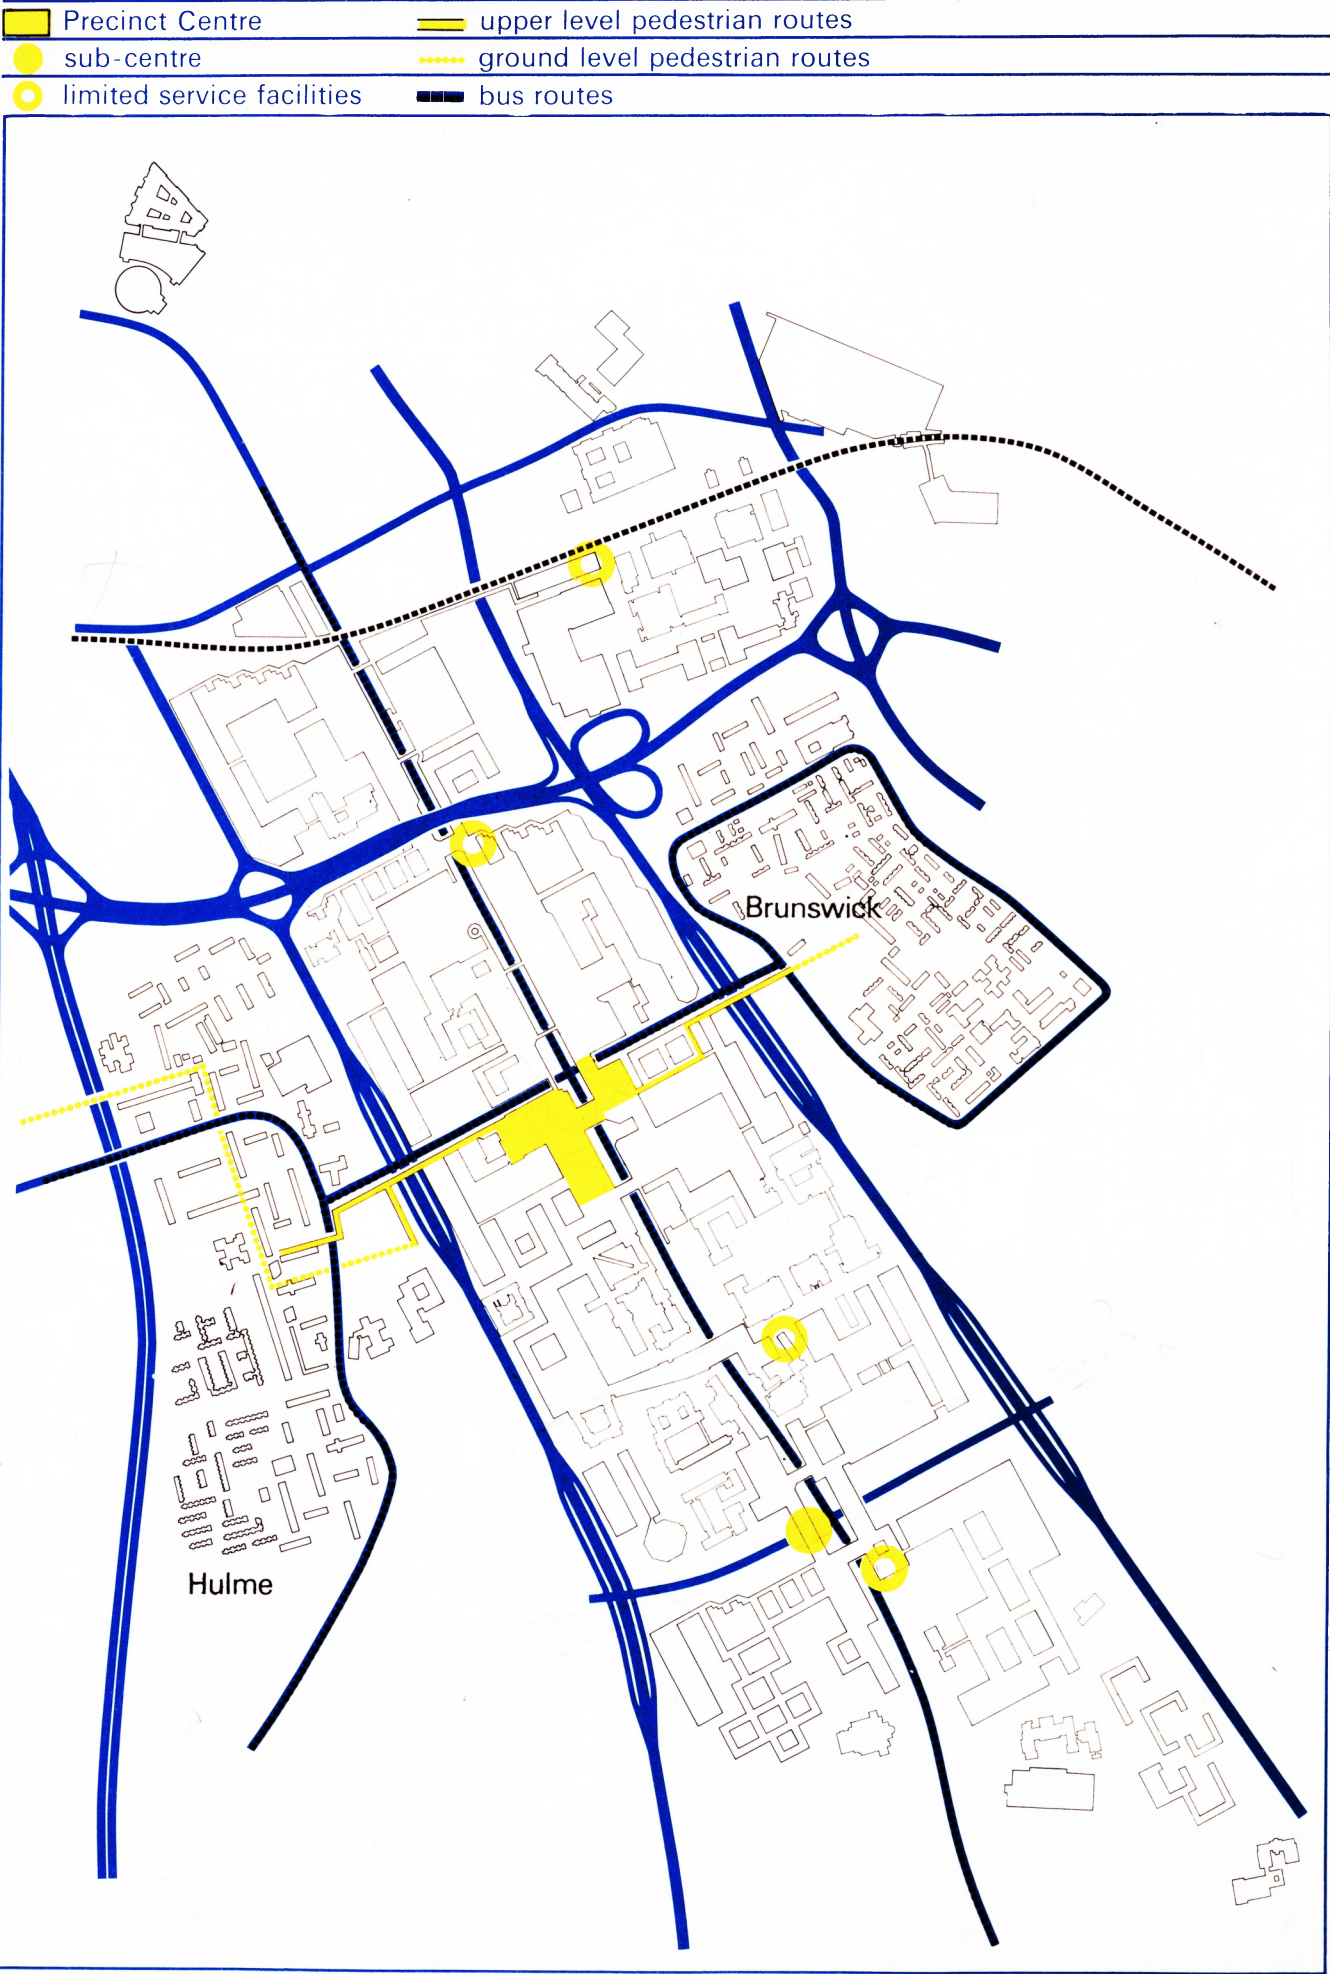 Precinct Centre
upper level pedestrian routes
sub-centre
ground level pedestrian routes
limited service facilities
bus routes
Brunswick
Hulme